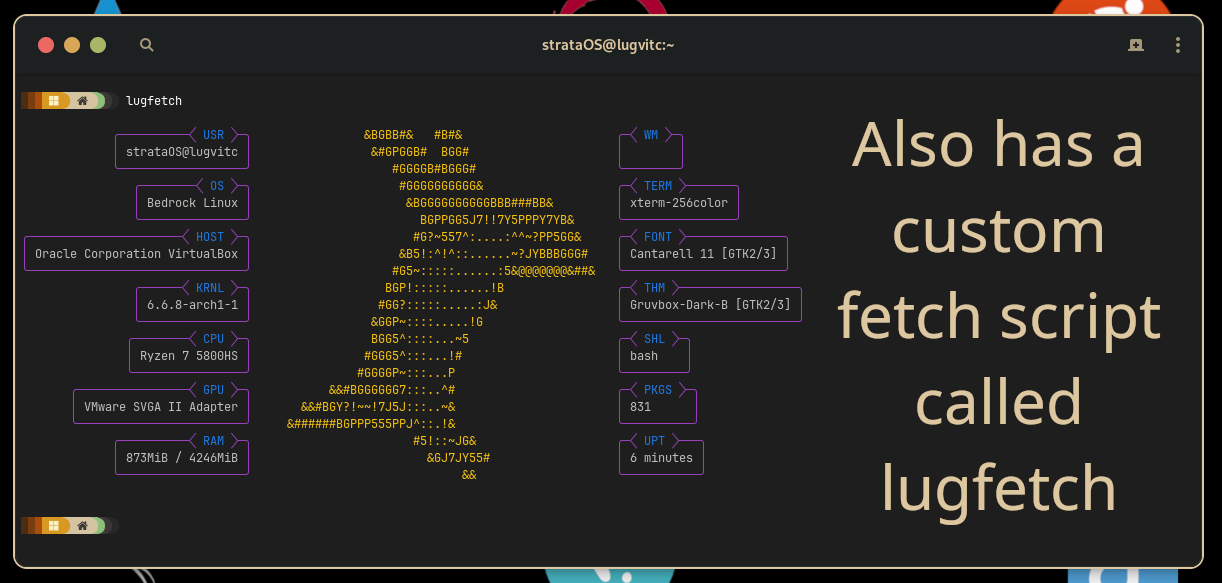 strataOS@lugvitc:~
lugfetch
USR
strataOS@lugvitc
OS
Bedrock Linux
HOST
Oracle Corporation VirtualBox
KRNL
6.6.8-arch1-1
CPU
Ryzen 7 5800HS
GPU
VMware SVGA II Adapter
RAM
873MiB / 4246MiB
&BGBB#&   #B#&
&#GPGGB#  BGG#
#GGGGB#BGGG#
#GGGGGGGGGG&
&BGGGGGGGGGGBBB###BB&
BGPPGG5J7!!7Y5PPPY7YB&
#G?~557^:....:^^~?PP5GG&
&B5!:^!^::......~?JYBBBGGG#
#G5~:::::......:5&@@@@@@@&##&
BGP!:::::......!B
#GG?:::::.....:J&
&GGP~::::.....!G
BGG5^::::...~5
#GGG5^:::...!#
#GGGGP~:::...P
&&#BGGGGGG7:::..^#
&&#BGY?!~~!7J5J:::..~&
&######BGPPP555PPJ^::.!&
#5!::~JG&
&GJ7JY55#
&&
WM
TERM
xterm-256color
FONT
Cantarell 11 [GTK2/3]
THM
Gruvbox-Dark-B [GTK2/3]
SHL
bash
PKGS
831
UPT
6 minutes
Also has a
custom
fetch script
called
lugfetch